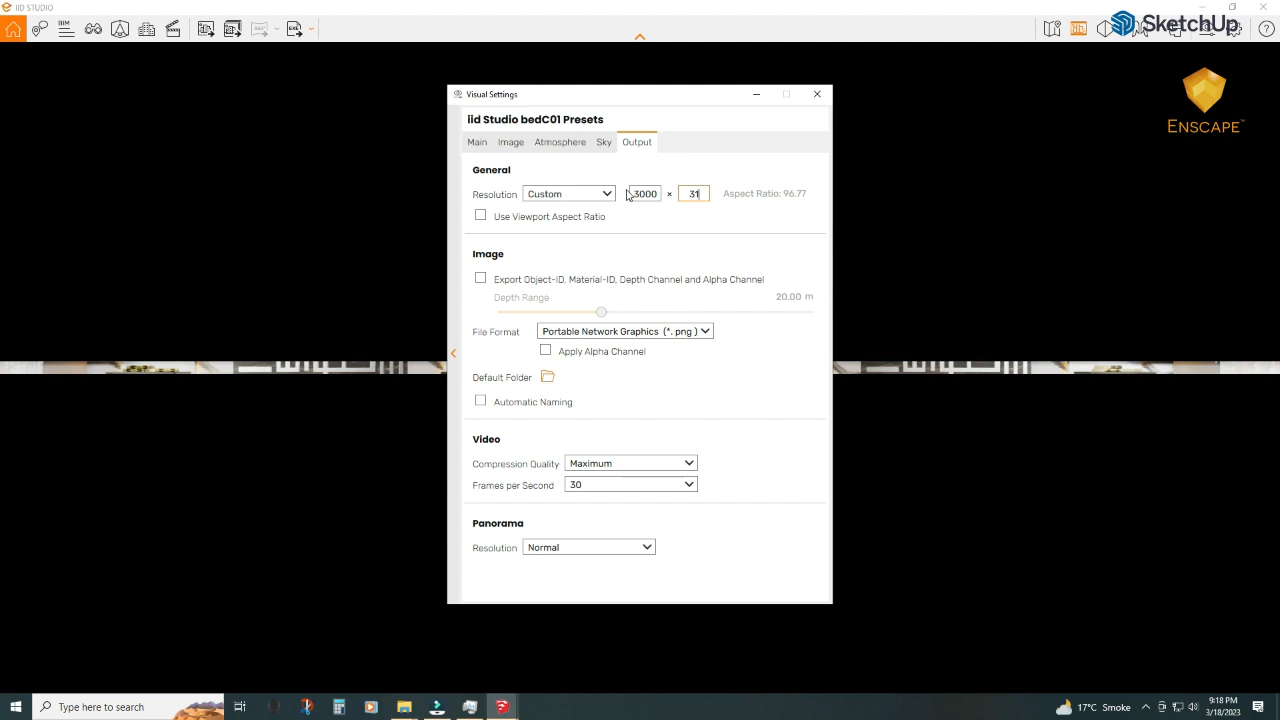 IID STUDIO
SketchUp
BIM
360°
EXE
ENSCAPE™
Visual Settings
iid Studio bedC01 Presets
Main Image Atmosphere Sky Output
General
Resolution Custom 3000 × 31 Aspect Ratio: 96.77
Use Viewport Aspect Ratio
Image
Export Object-ID, Material-ID, Depth Channel and Alpha Channel
Depth Range 20.00 m
File Format Portable Network Graphics (*. png )
Apply Alpha Channel
Default Folder
Automatic Naming
Video
Compression Quality Maximum
Frames per Second 30
Panorama
Resolution Normal
Type here to search
17°C Smoke
9:18 PM
3/18/2023